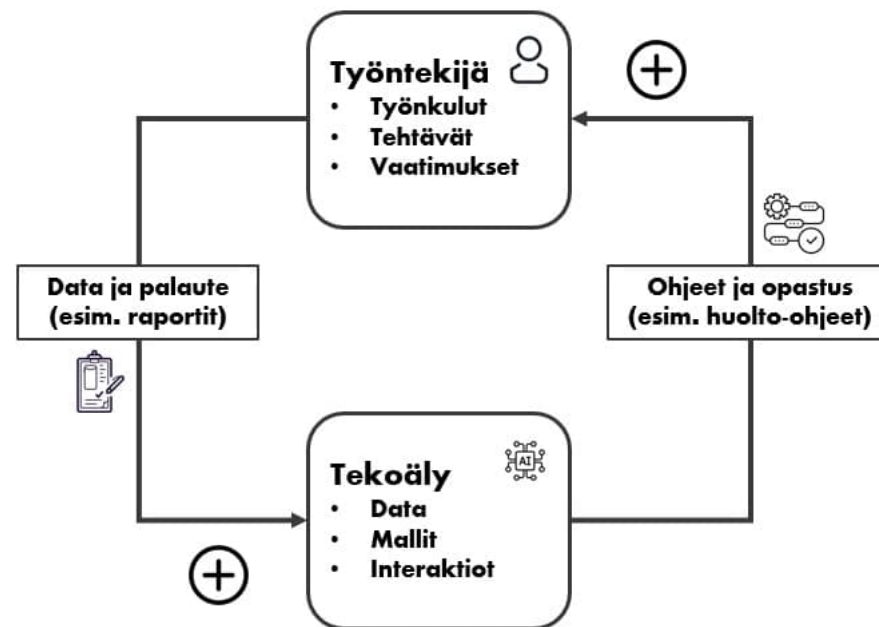 Työntekijä
• Työnkulut
• Tehtävät
• Vaatimukset
Data ja palaute
(esim. raportit)
Ohjeet ja opastus
(esim. huolto-ohjeet)
Tekoäly
AI
• Data
• Mallit
• Interaktiot